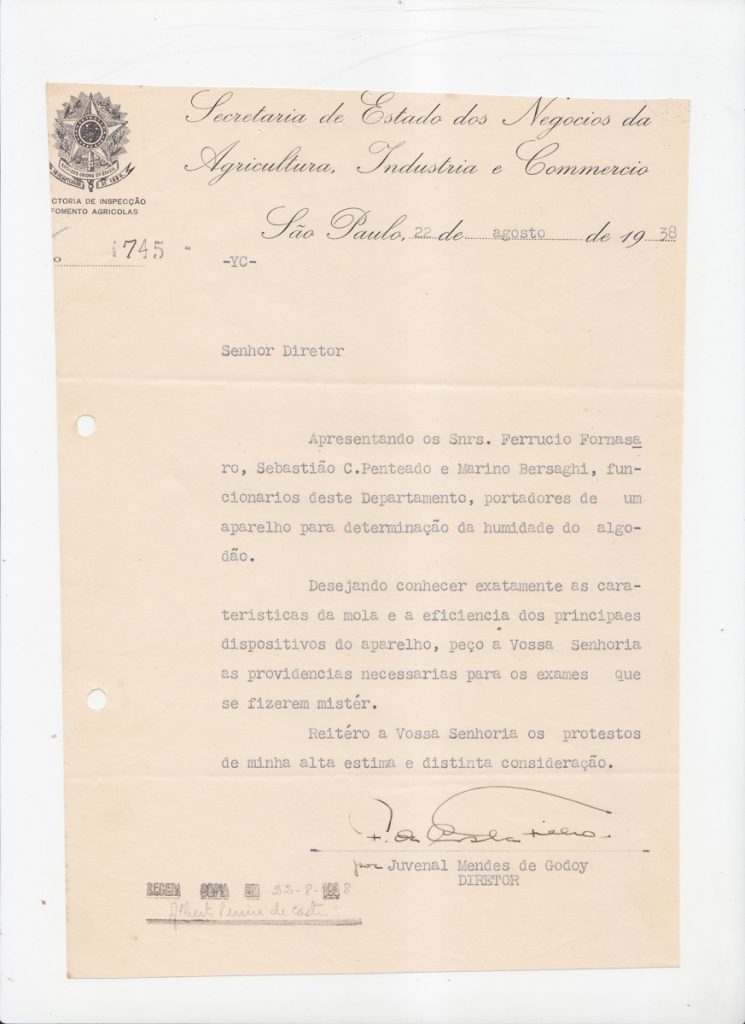 Secretaria de Estado dos Negocios da
Agricultura, Industria e Commercio
CTORIA DE INSPECÇÃO
FOMENTO AGRICOLAS
São Paulo, 22 de agosto de 19 38
o 1745
-YC-
Senhor Diretor
Apresentando os Snrs. Ferrucio Fornasa
ro, Sebastião C.Penteado e Marino Bersaghi, fun-
cionarios deste Departamento, portadores de um
aparelho para determinação da humidade do algo-
dão.
Desejando conhecer exatamente as cara-
teristicas da mola e a eficiencia dos principaes
dispositivos do aparelho, peço a Vossa Senhoria
as providencias necessarias para os exames que
se fizerem mistér.
Reitéro a Vossa Senhoria os protestos
de minha alta estima e distinta consideração.
por Juvenal Mendes de Godoy
DIRETOR
RECEBI COPIA EM 22-8-1938